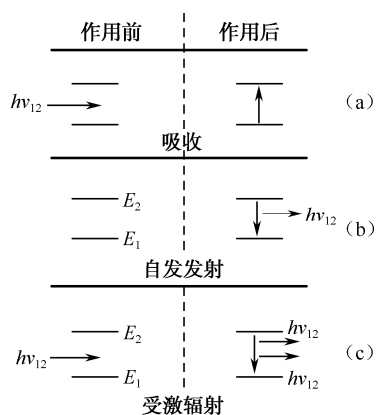 作用前 作用后
hν12 (a)
吸收
E2
hν12
E1 (b)
自发发射
E2 hν12
hν12 (c)
E1 hν12
受激辐射